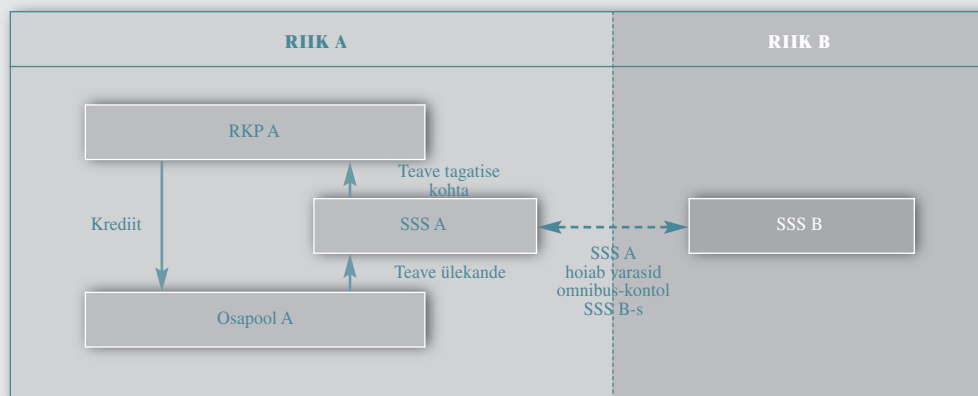 RIIK A
RIIK B
RKP A
Teave tagatise
kohta
Krediit
SSS A
SSS B
SSS A
hoiab varasid
omnibus-kontol
SSS B-s
Teave ülekande
Osapool A